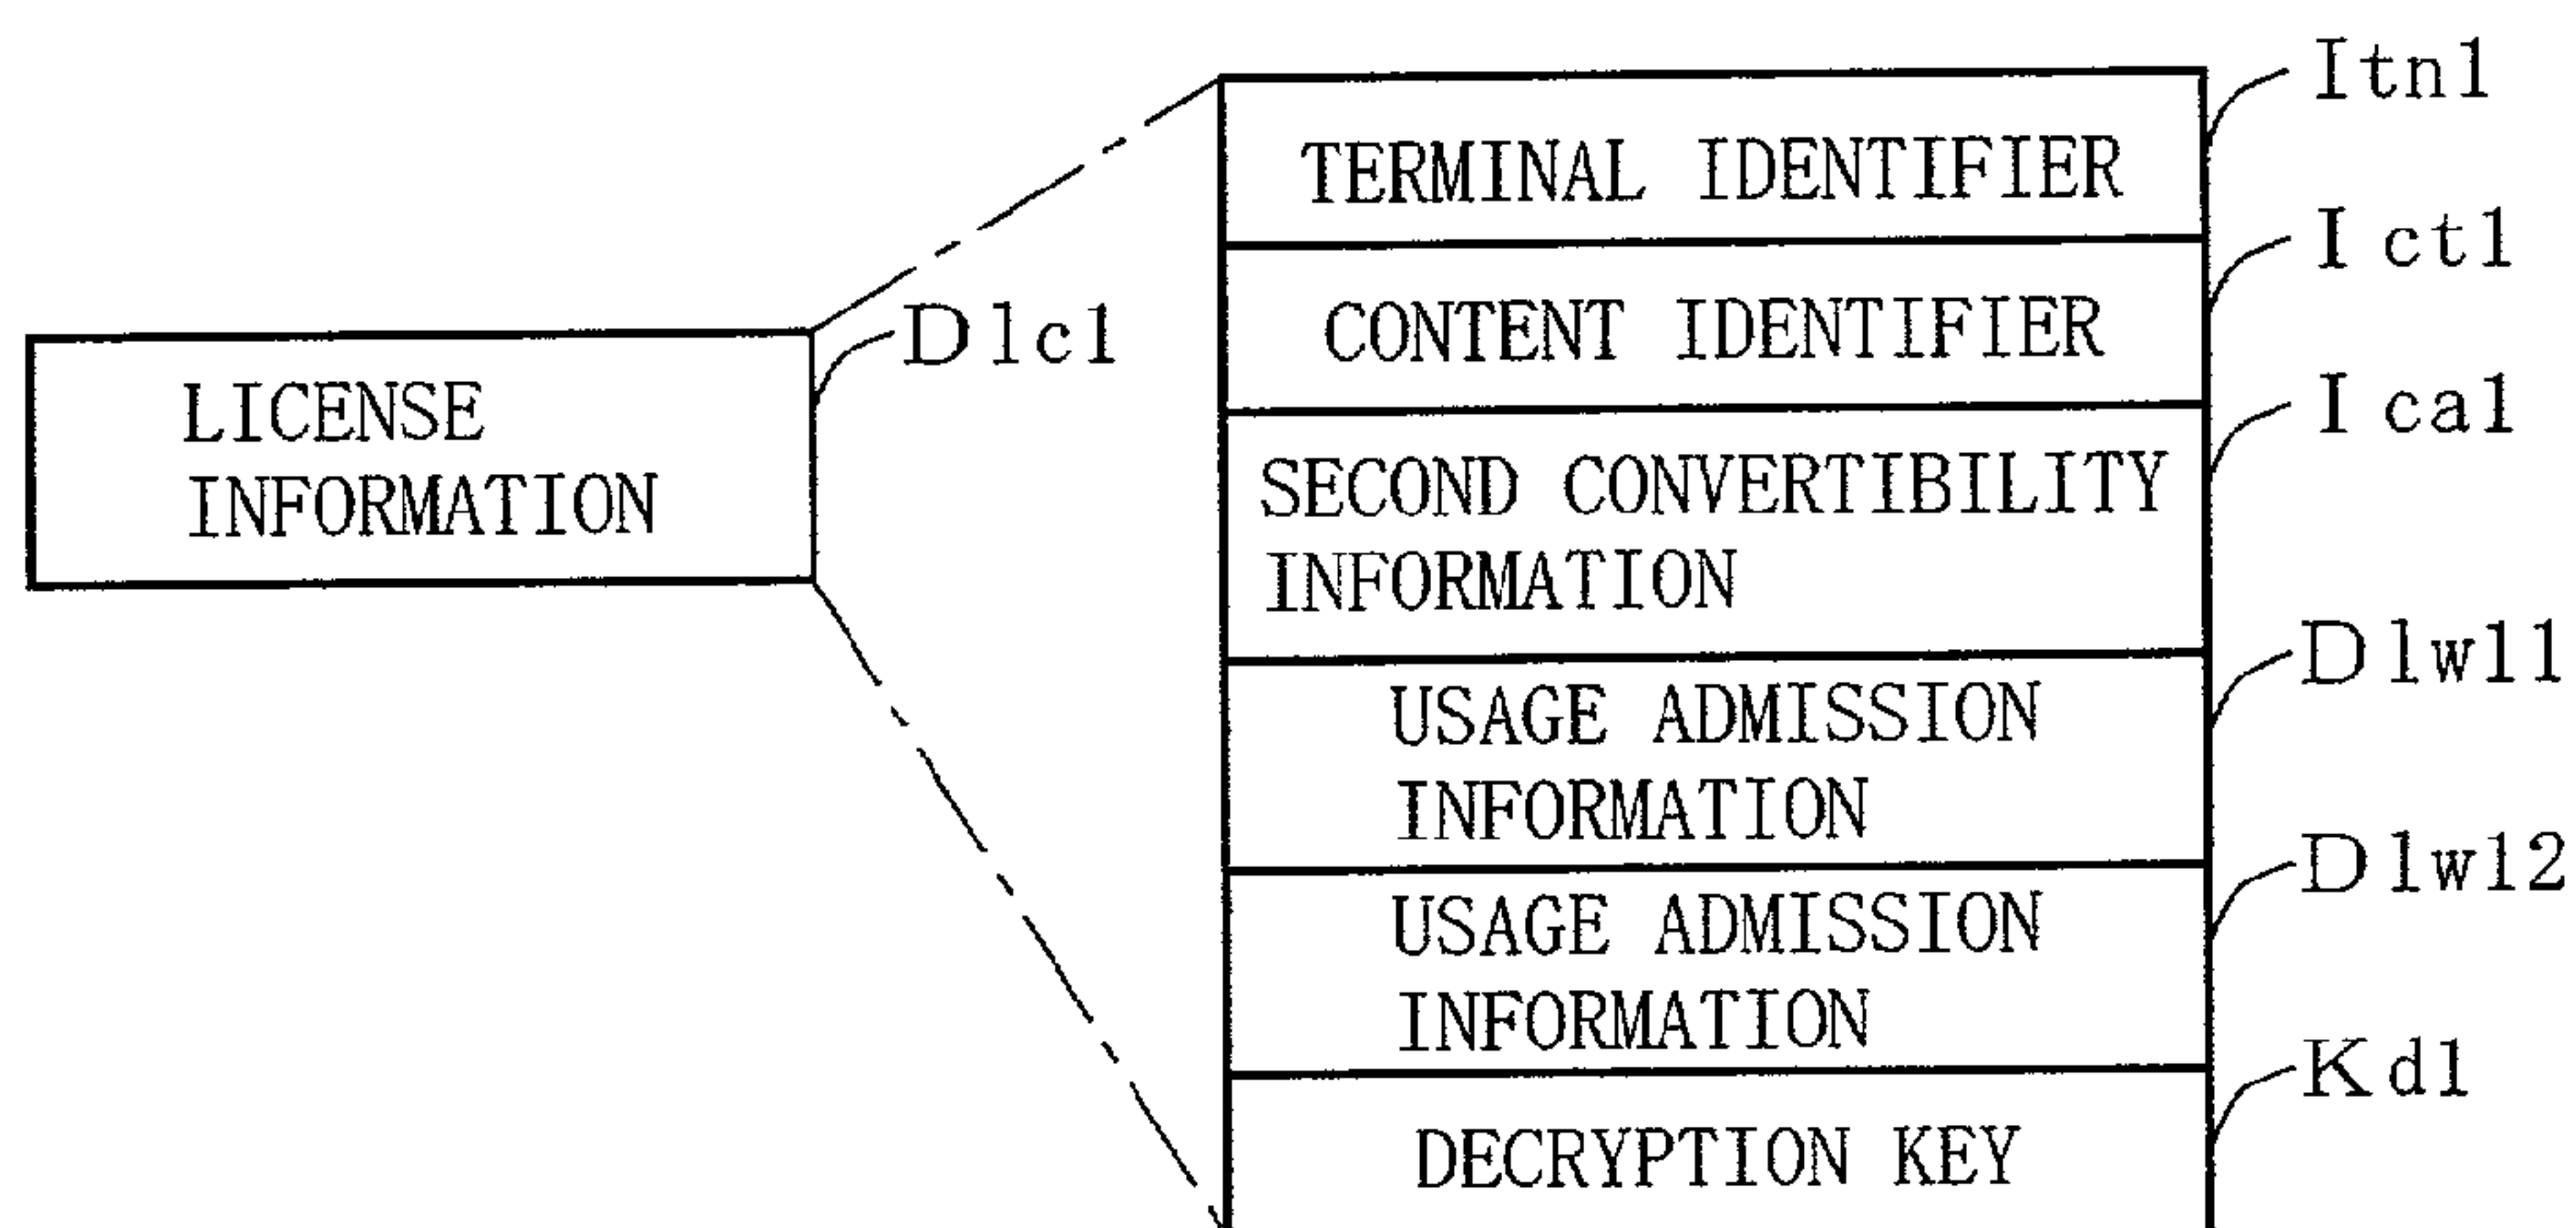 LICENSE
INFORMATION
Dlc1
TERMINAL IDENTIFIER
Itn1
CONTENT IDENTIFIER
Ict1
SECOND CONVERTIBILITY
INFORMATION
Ica1
USAGE ADMISSION
INFORMATION
Dlw11
USAGE ADMISSION
INFORMATION
Dlw12
DECRYPTION KEY
Kd1